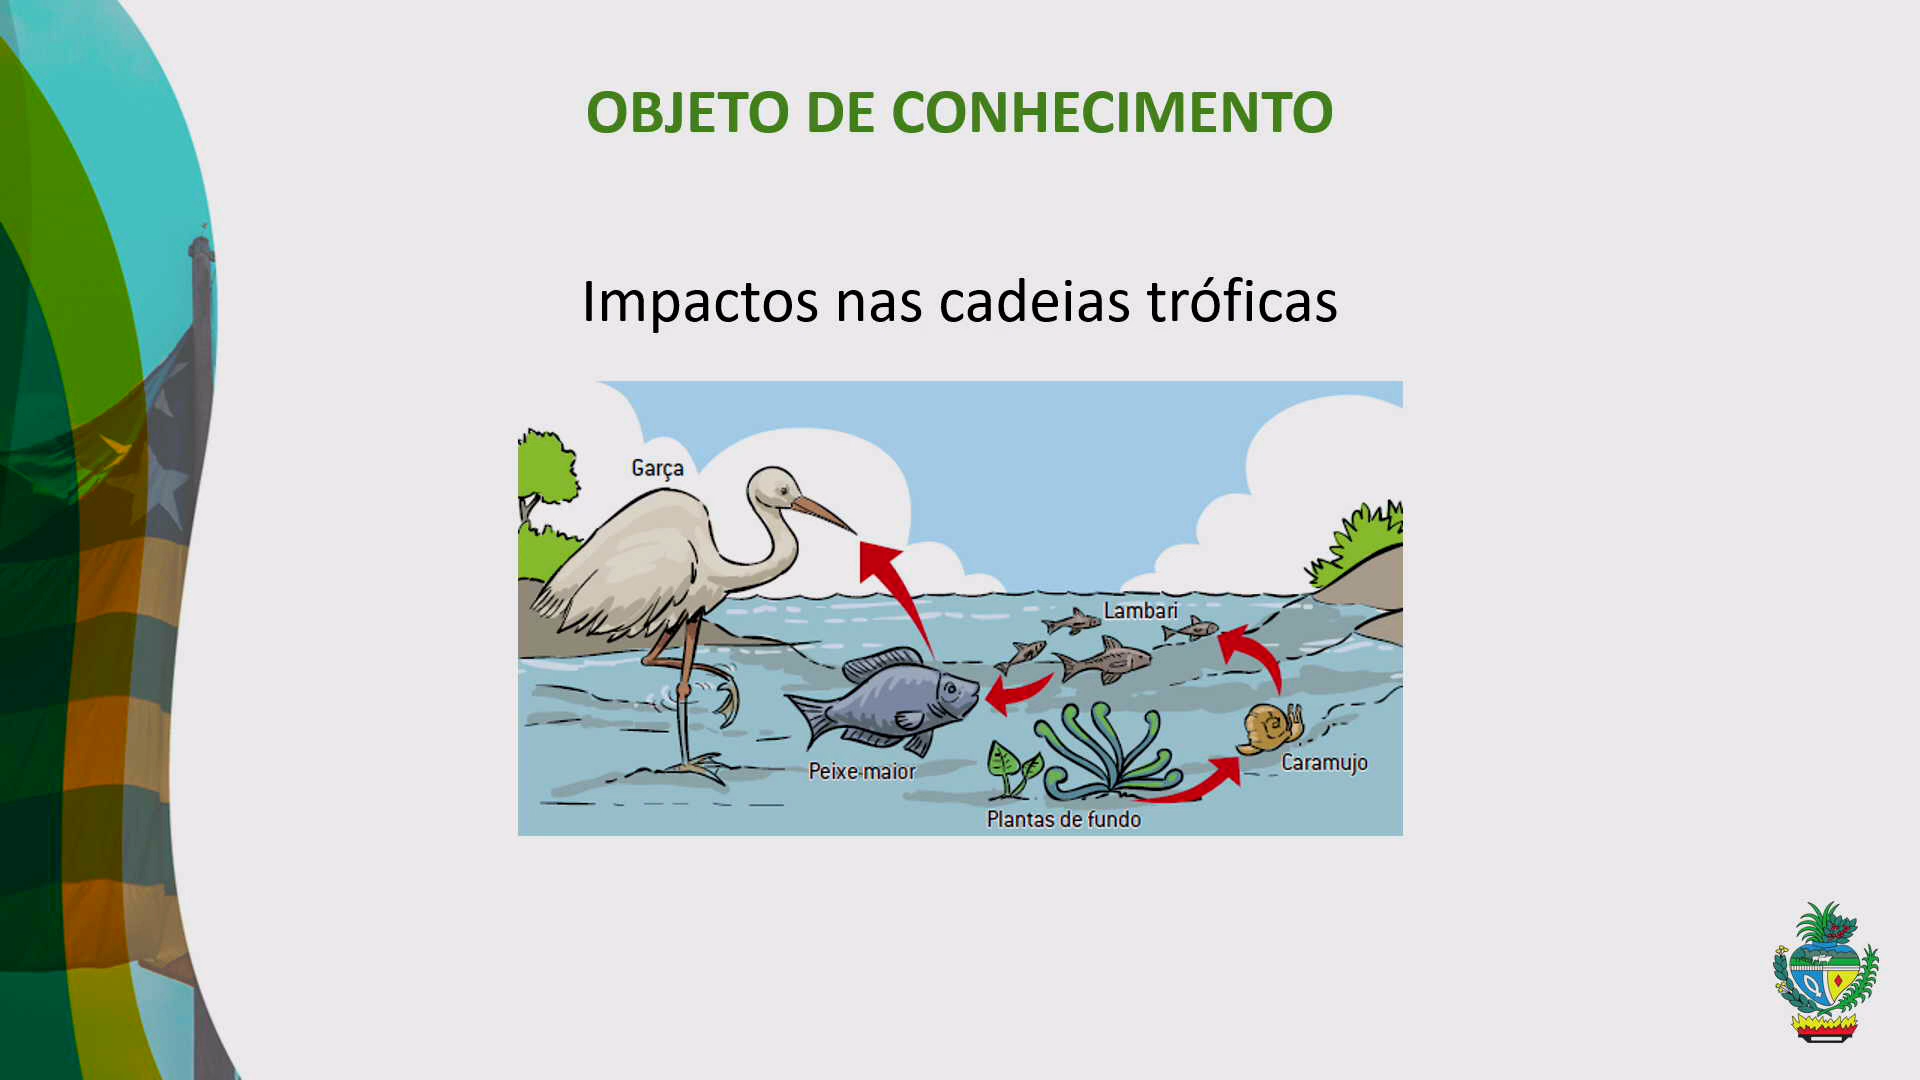 OBJETO DE CONHECIMENTO
Impactos nas cadeias tróficas
Garça
Lambari
Peixe maior
Caramujo
Plantas de fundo